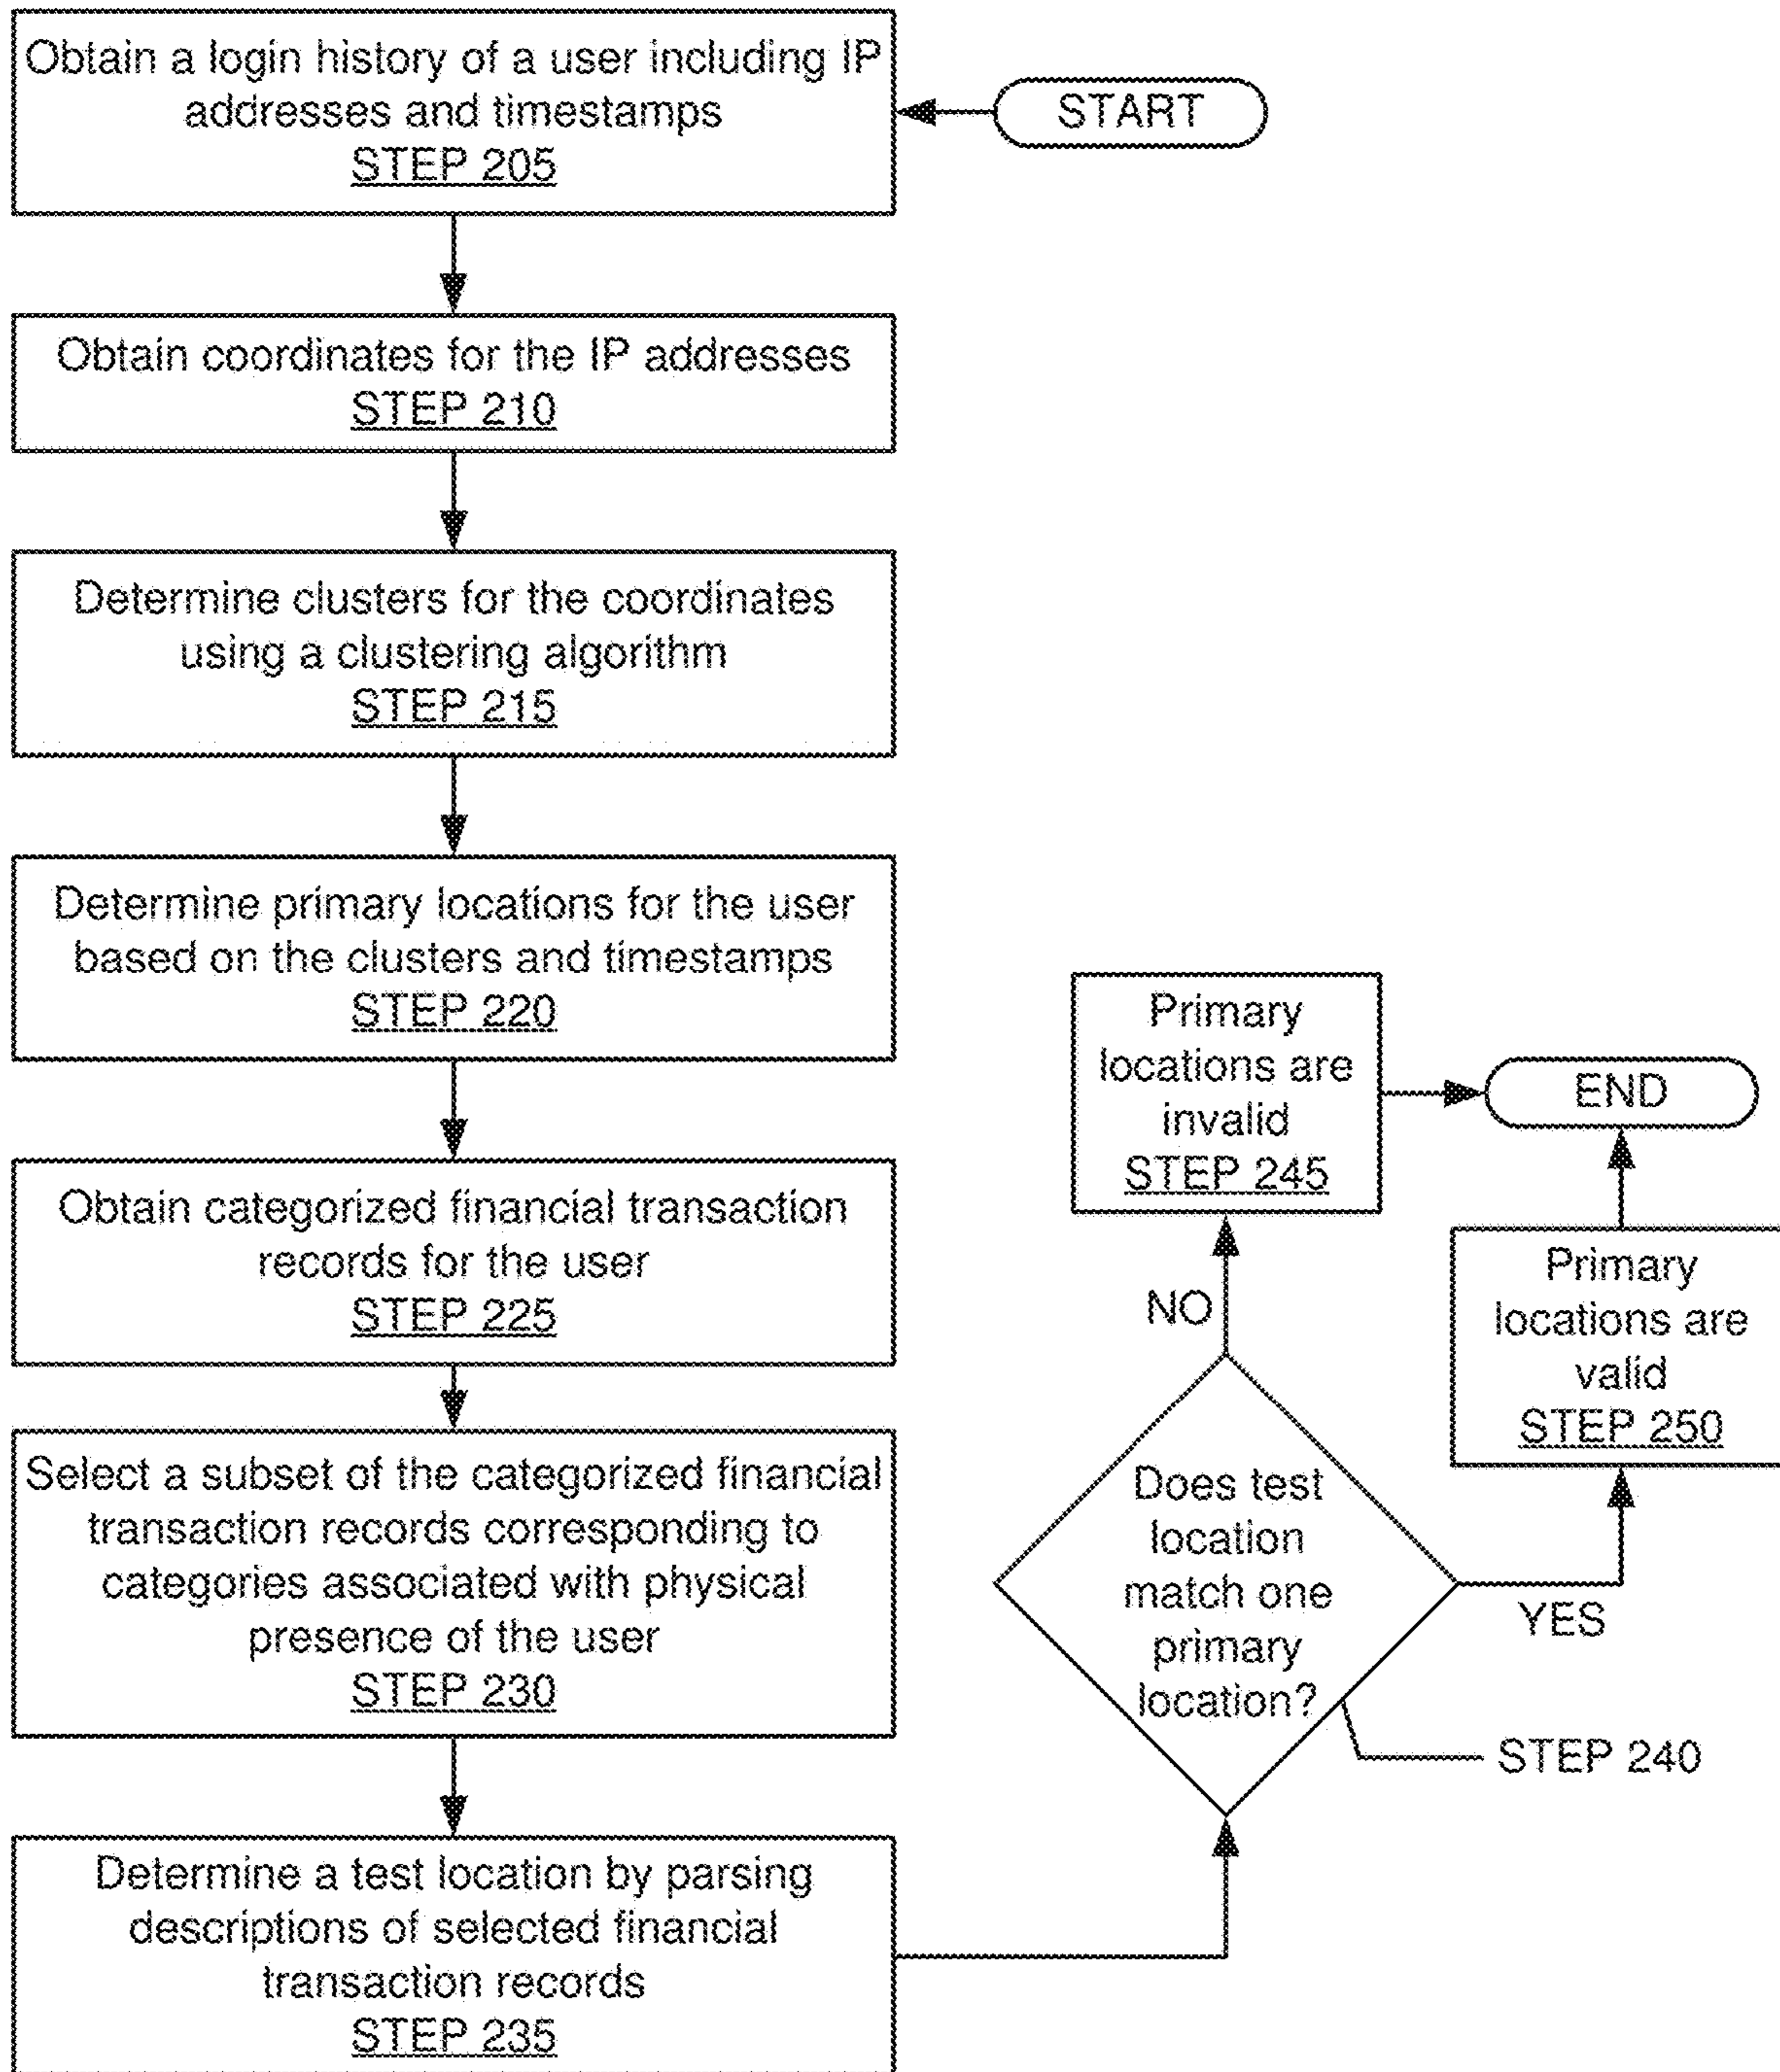 START
Obtain a login history of a user including IP
addresses and timestamps
STEP 205
Obtain coordinates for the IP addresses
STEP 210
Determine clusters for the coordinates
using a clustering algorithm
STEP 215
Determine primary locations for the user
based on the clusters and timestamps
STEP 220
Obtain categorized financial transaction
records for the user
STEP 225
Select a subset of the categorized financial
transaction records corresponding to
categories associated with physical
presence of the user
STEP 230
Determine a test location by parsing
descriptions of selected financial
transaction records
STEP 235
Does test
location
match one
primary
location?
STEP 240
NO
Primary
locations are
invalid
STEP 245
YES
Primary
locations are
valid
STEP 250
END